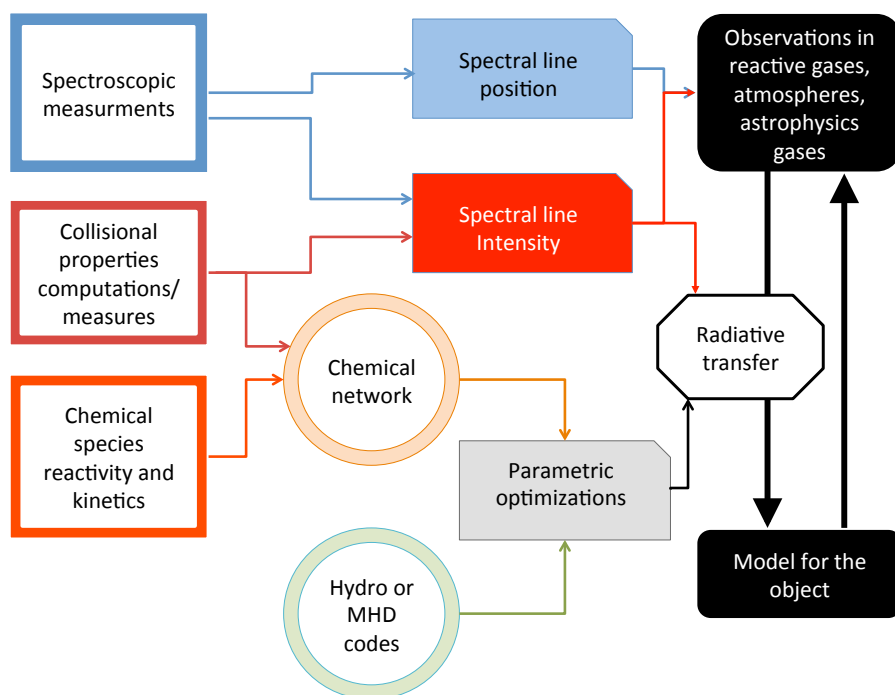 Spectroscopic
measurments
Spectral line
position
Observations in
reactive gases,
atmospheres,
astrophysics
gases
Collisional
properties
computations/
measures
Spectral line
Intensity
Radiative
transfer
Chemical
network
Chemical
species
reactivity and
kinetics
Parametric
optimizations
Hydro or
MHD
codes
Model for the
object